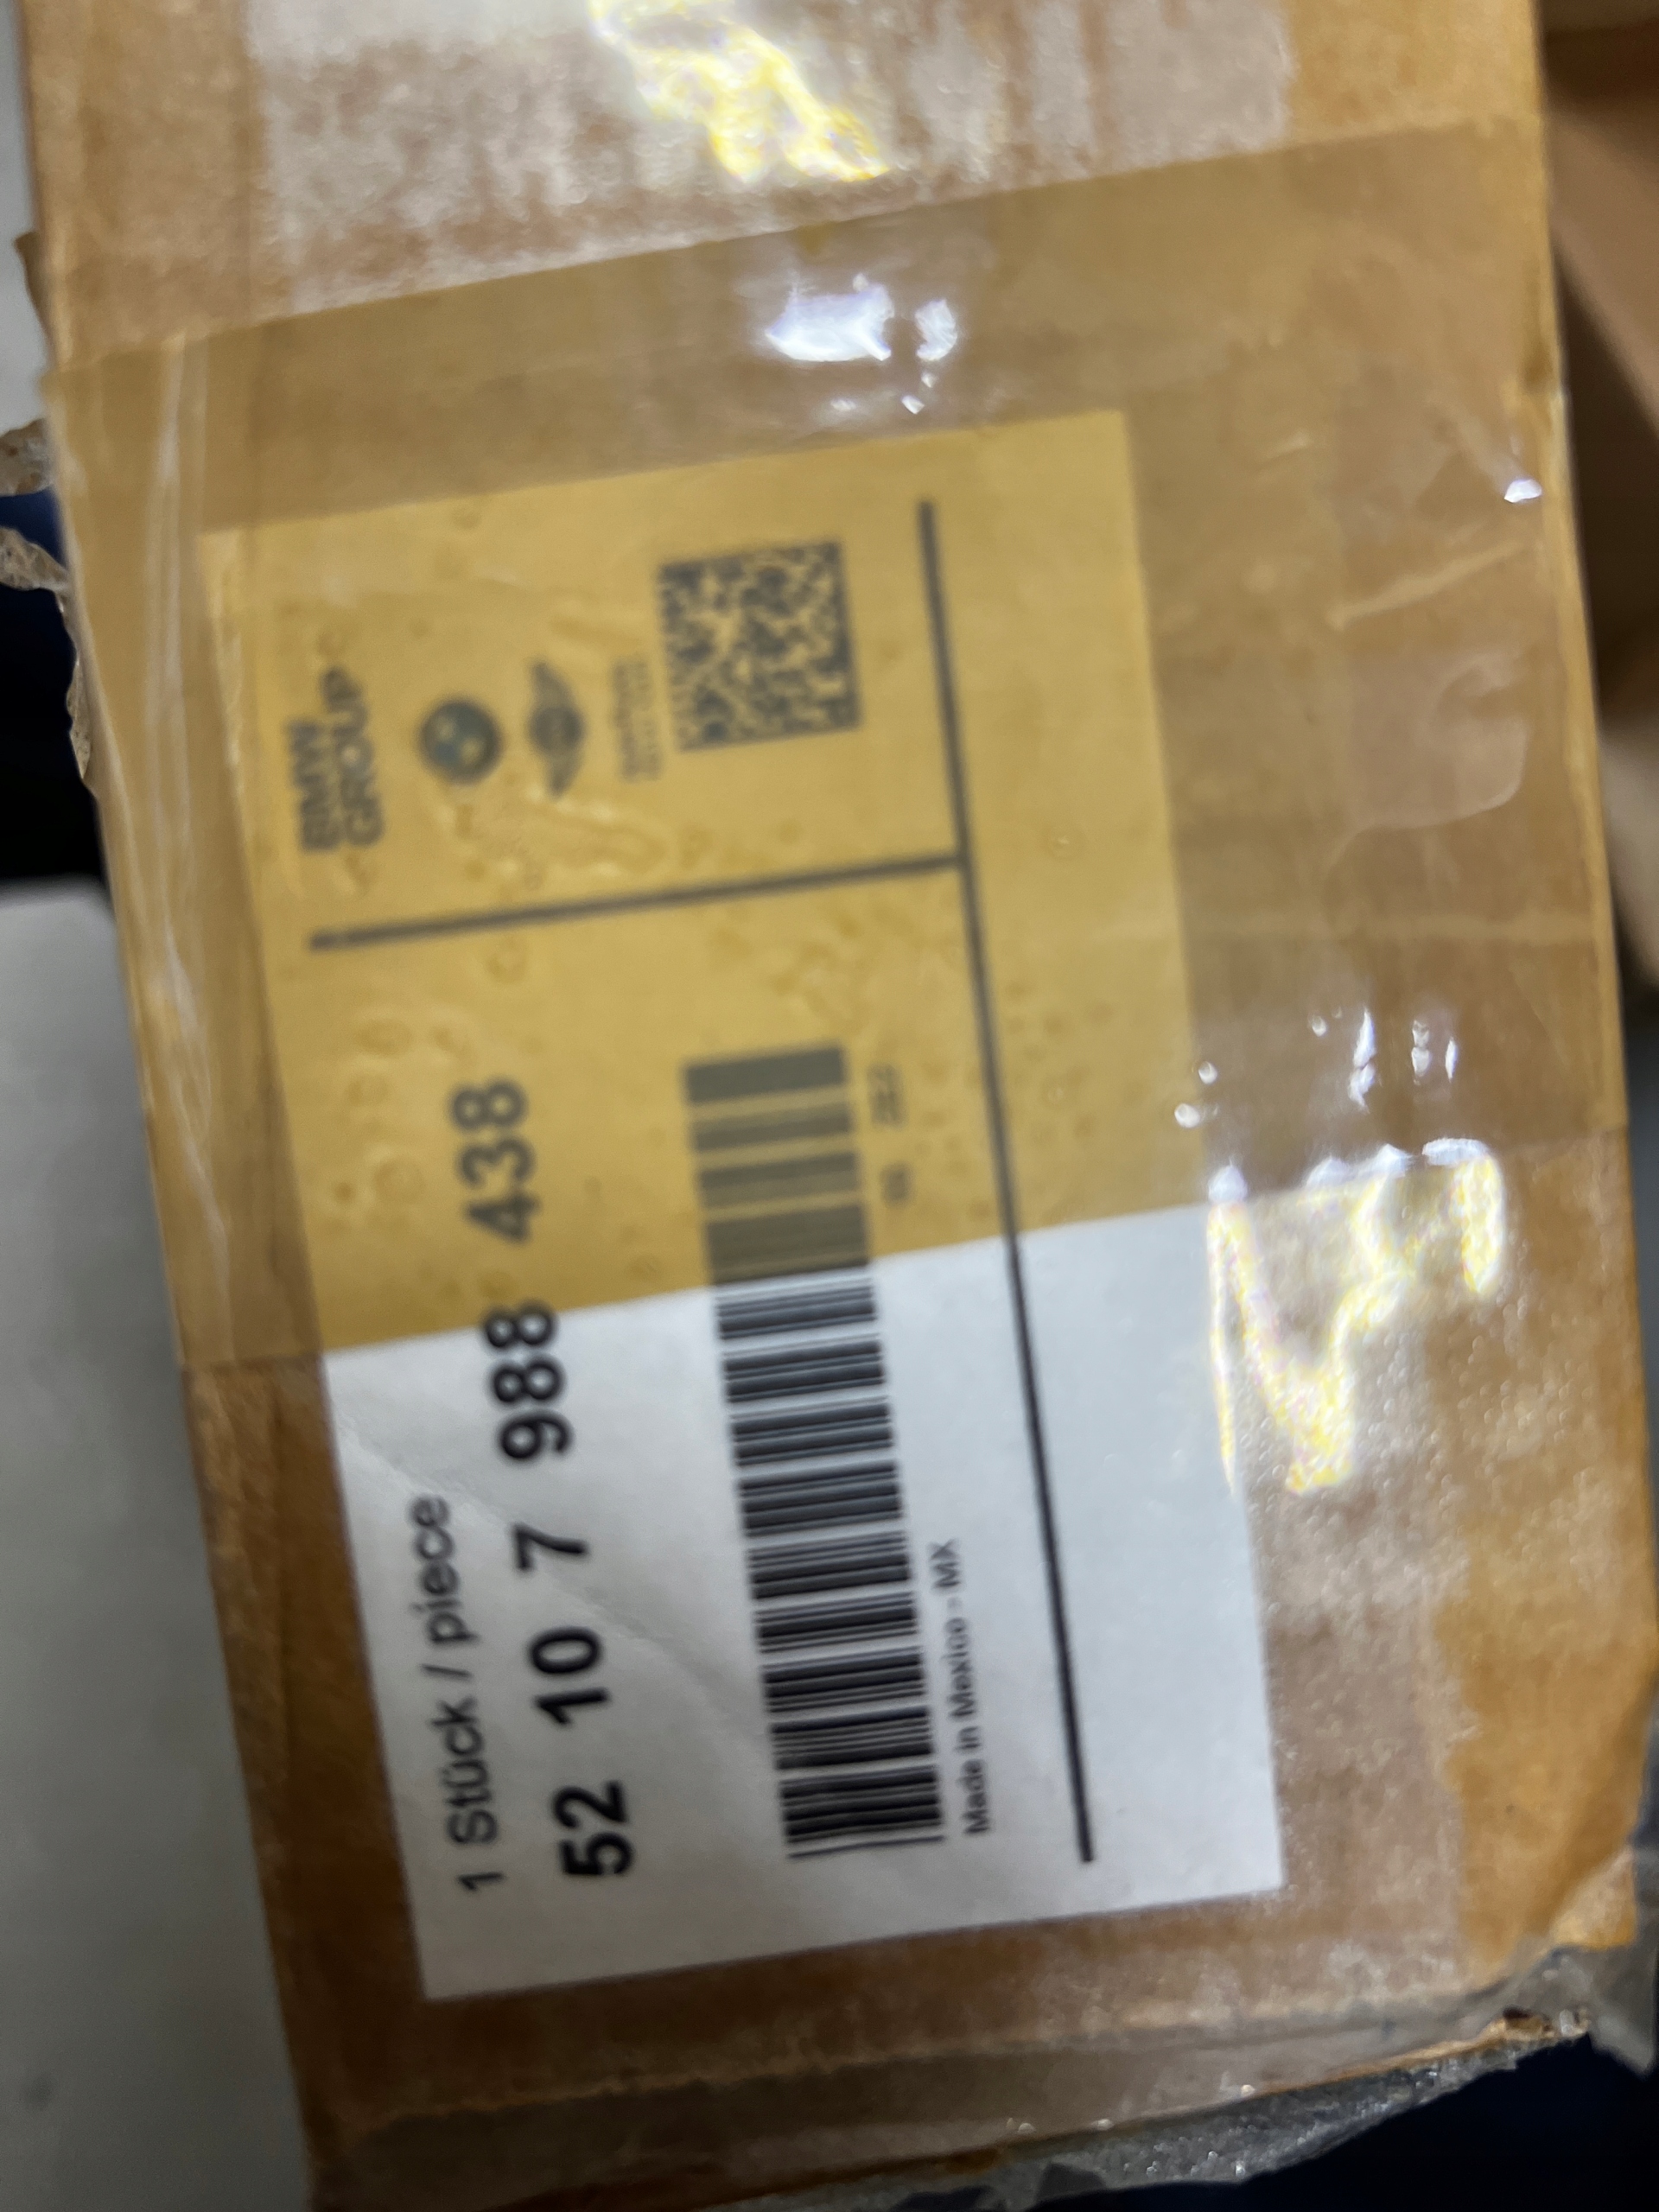 1 Stück / piece
52 10 7 988 438
Made in Mexico - MX
BMW
GROUP